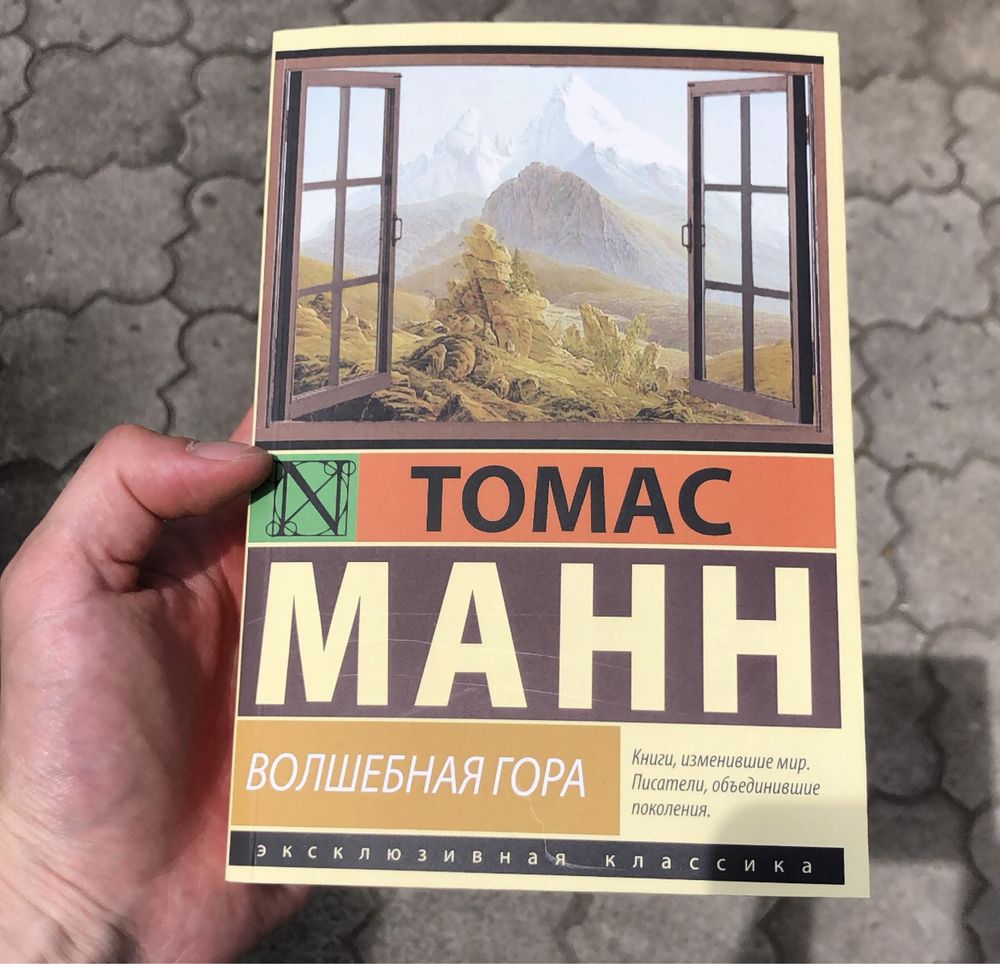 N ТОМАС
МАНН
ВОЛШЕБНАЯ ГОРА
Книги, изменившие мир.
Писатели, объединившие
поколения.
эксклюзивная классика